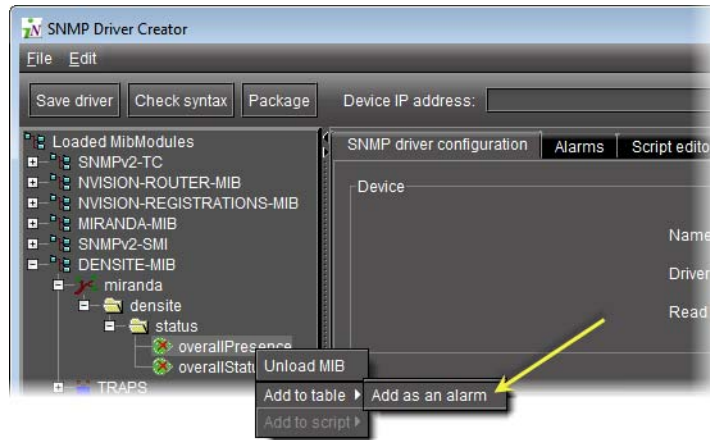 SNMP Driver Creator
File Edit
Save driver Check syntax Package Device IP address:
Loaded MibModules
SNMPv2-TC
NVISION-ROUTER-MIB
NVISION-REGISTRATIONS-MIB
MIRANDA-MIB
SNMPv2-SMI
DENSITE-MIB
miranda
densite
status
overallPresence
overallStatu
TRAPS
SNMP driver configuration Alarms Script edito
Device
Name
Driver
Read
Unload MIB
Add to table Add as an alarm
Add to script